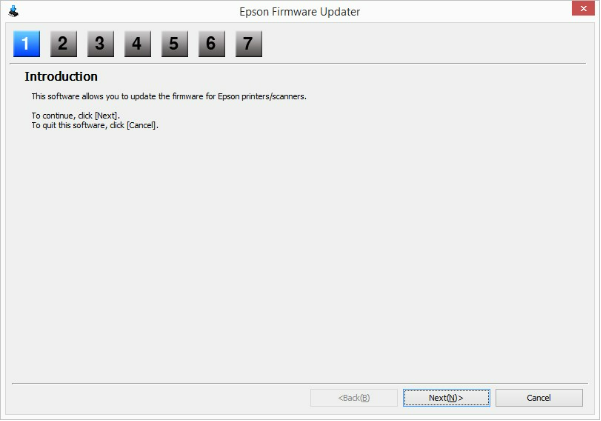 Epson Firmware Updater
1 2 3 4 5 6 7
Introduction
This software allows you to update the firmware for Epson printers/scanners.
To continue, click [Next].
To quit this software, click [Cancel].
<Back(B) Next(N)> Cancel